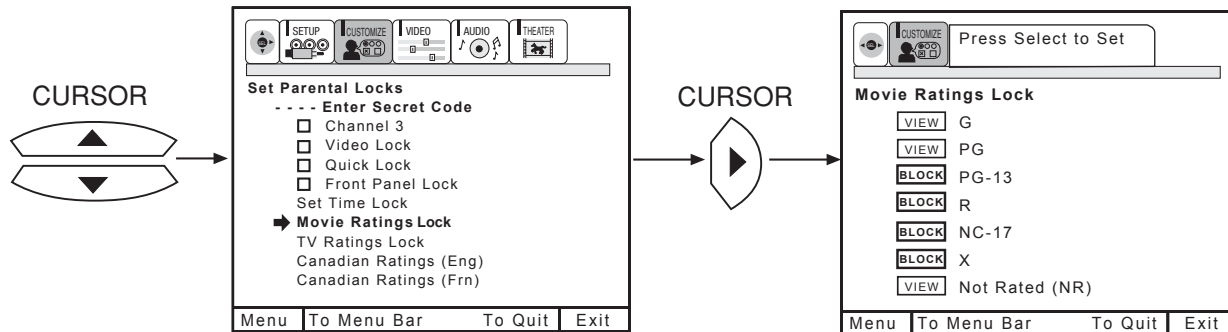 CURSOR
SETUP CUSTOMIZE VIDEO AUDIO THEATER
Set Parental Locks
- - - - Enter Secret Code
Channel 3
Video Lock
Quick Lock
Front Panel Lock
Set Time Lock
Movie Ratings Lock
TV Ratings Lock
Canadian Ratings (Eng)
Canadian Ratings (Frn)
Menu To Menu Bar To Quit Exit
CURSOR
CUSTOMIZE Press Select to Set
Movie Ratings Lock
VIEW G
VIEW PG
BLOCK PG-13
BLOCK R
BLOCK NC-17
BLOCK X
VIEW Not Rated (NR)
Menu To Menu Bar To Quit Exit